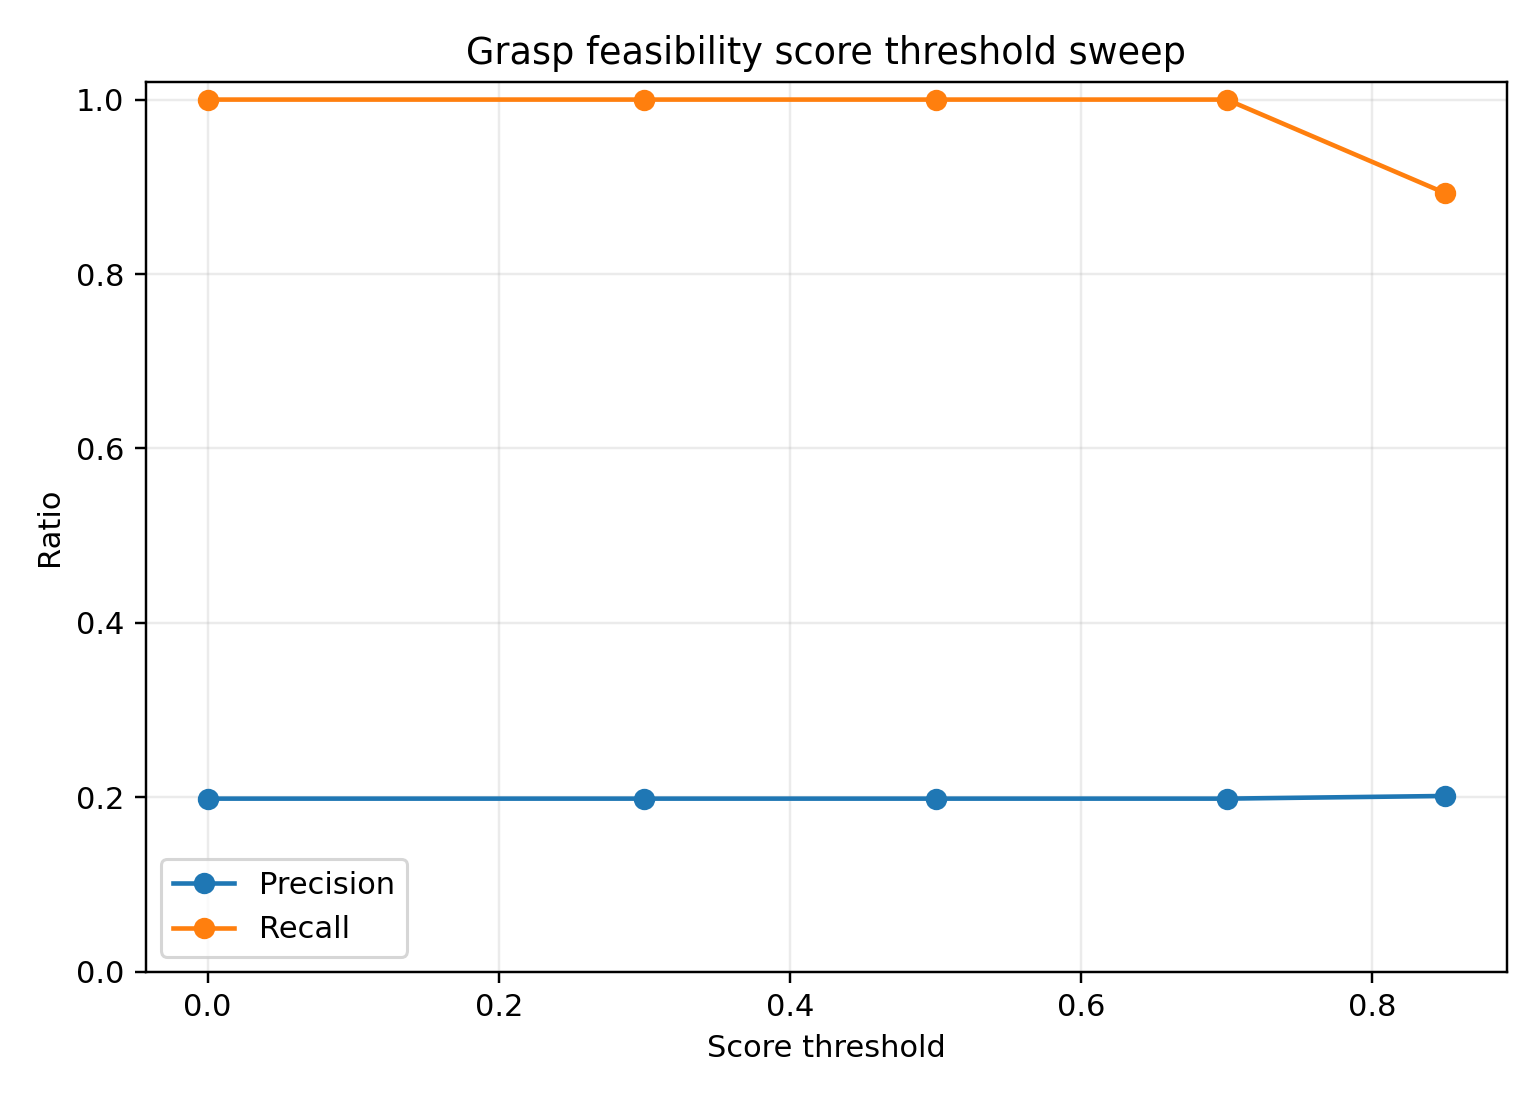 Grasp feasibility score threshold sweep
1.0
0.8
0.6
0.4
0.2
0.0
Ratio
Precision
Recall
0.0 0.2 0.4 0.6 0.8
Score threshold